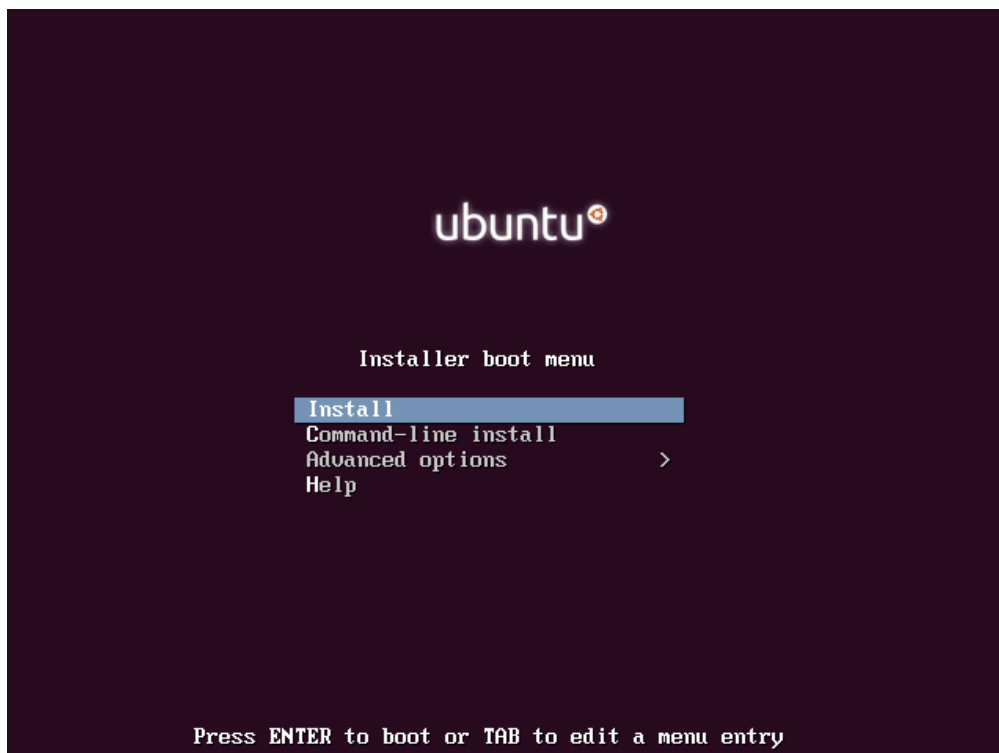 ubuntu
Installer boot menu
Install
Command-line install
Advanced options >
Help
Press ENTER to boot or TAB to edit a menu entry